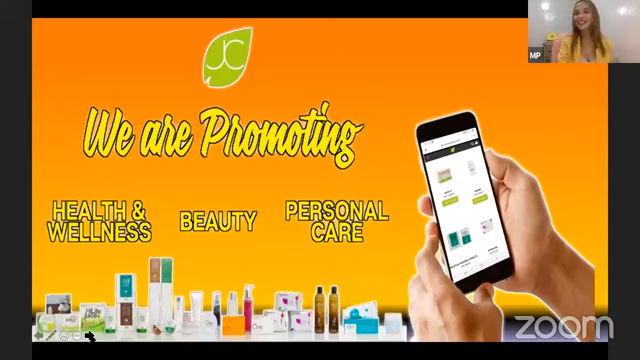 JC
MP
We are Promoting
HEALTH &
WELLNESS
BEAUTY
PERSONAL
CARE
zoom